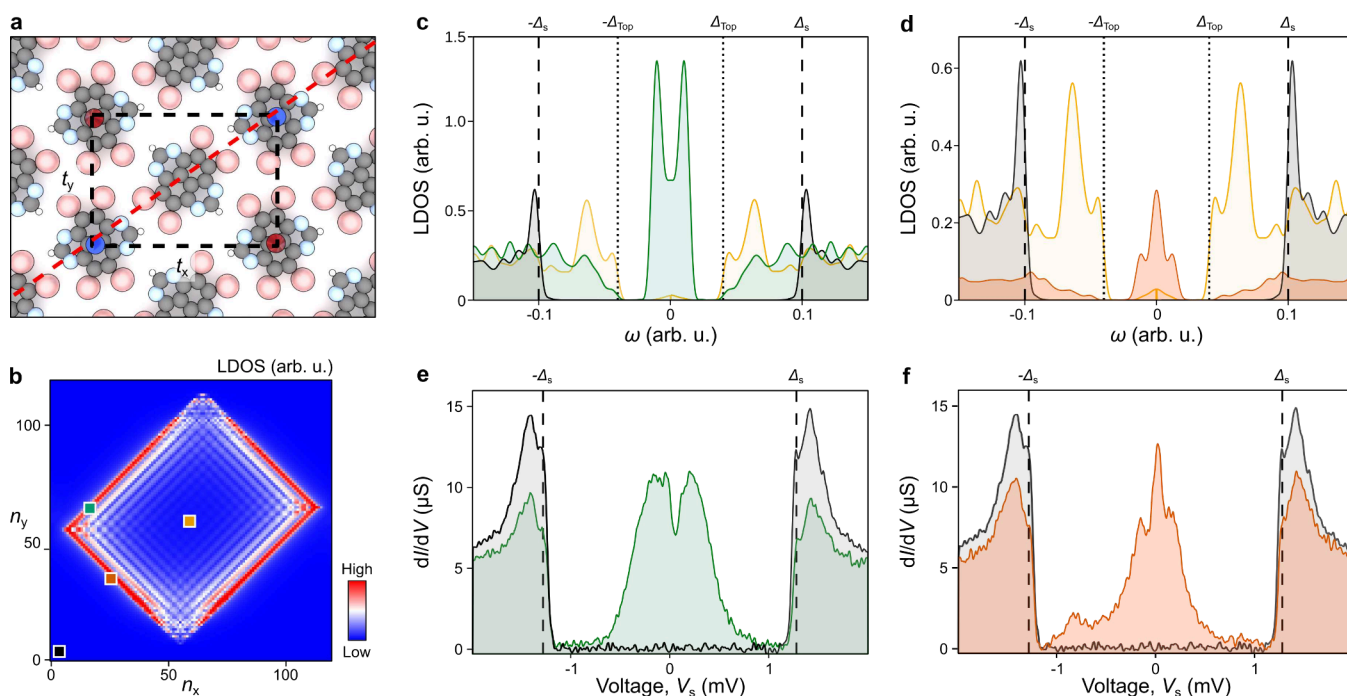 a
t_y
t_x
b
LDOS (arb. u.)
100
50
0
n_y
0
50
100
n_x
High
Low
c
-Δ_s
-Δ_Top
Δ_Top
Δ_s
1.5
1.0
0.5
0
LDOS (arb. u.)
-0.1
0
0.1
ω (arb. u.)
d
-Δ_s
-Δ_Top
Δ_Top
Δ_s
0.6
0.4
0.2
0
LDOS (arb. u.)
-0.1
0
0.1
ω (arb. u.)
e
-Δ_s
Δ_s
15
10
5
0
dI/dV (µS)
-1
0
1
Voltage, V_s (mV)
f
-Δ_s
Δ_s
15
10
5
0
dI/dV (µS)
-1
0
1
Voltage, V_s (mV)